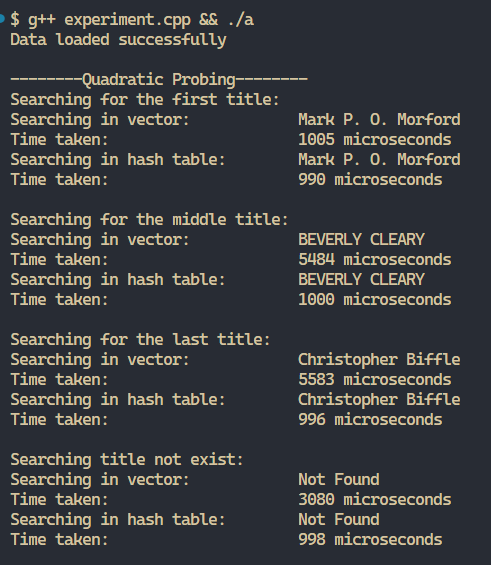 $ g++ experiment.cpp && ./a
Data loaded successfully
--------Quadratic Probing--------
Searching for the first title:
Searching in vector: Mark P. O. Morford
Time taken: 1005 microseconds
Searching in hash table: Mark P. O. Morford
Time taken: 990 microseconds
Searching for the middle title:
Searching in vector: BEVERLY CLEARY
Time taken: 5484 microseconds
Searching in hash table: BEVERLY CLEARY
Time taken: 1000 microseconds
Searching for the last title:
Searching in vector: Christopher Biffle
Time taken: 5583 microseconds
Searching in hash table: Christopher Biffle
Time taken: 996 microseconds
Searching title not exist:
Searching in vector: Not Found
Time taken: 3080 microseconds
Searching in hash table: Not Found
Time taken: 998 microseconds